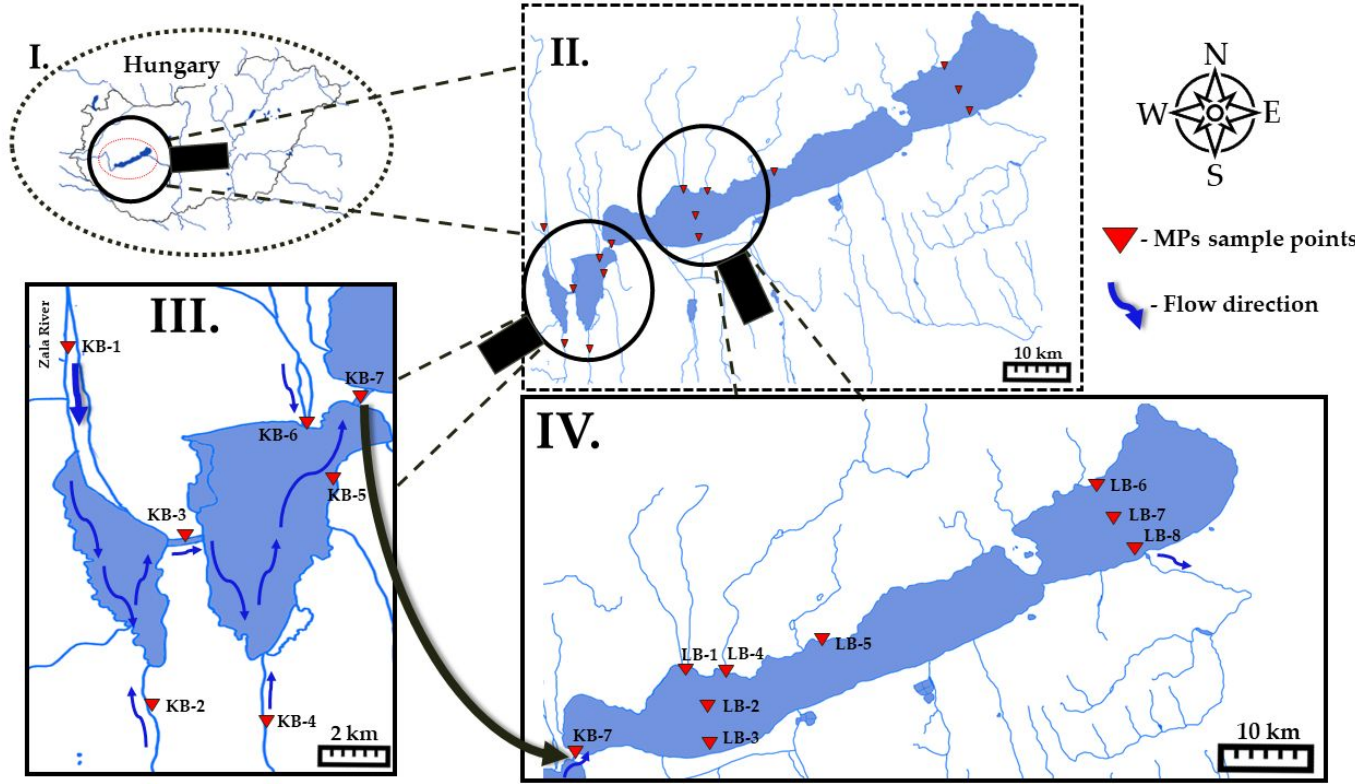 I.
Hungary
II.
10 km
N
W
E
S
- MPs sample points
- Flow direction
III.
Zala River
KB-1
KB-7
KB-6
KB-5
KB-3
KB-2
KB-4
2 km
IV.
LB-6
LB-7
LB-8
LB-5
LB-1
LB-4
LB-2
LB-3
KB-7
10 km